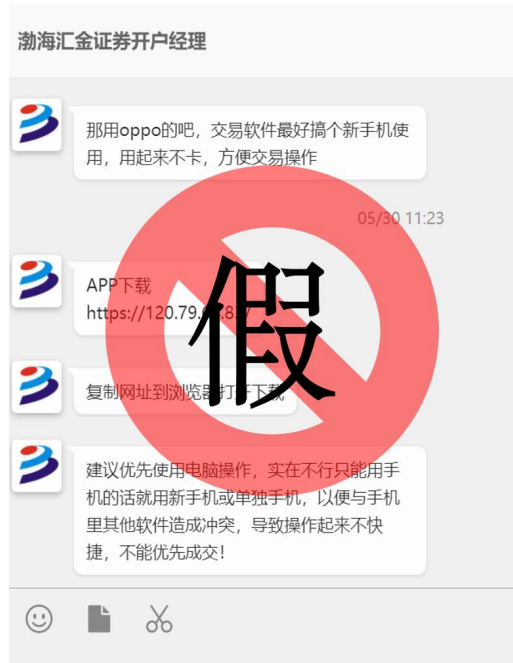 渤海汇金证券开户经理
那用oppo的吧，交易软件最好搞个新手机使
用，用起来不卡，方便交易操作
05/30 11:23
APP下载
https://120.79.
假
复制网址到浏览器打开下载
建议优先使用电脑操作，实在不行只能用手
机的话就用新手机或单独手机，以便与手机
里其他软件造成冲突，导致操作起来不快
捷，不能优先成交！